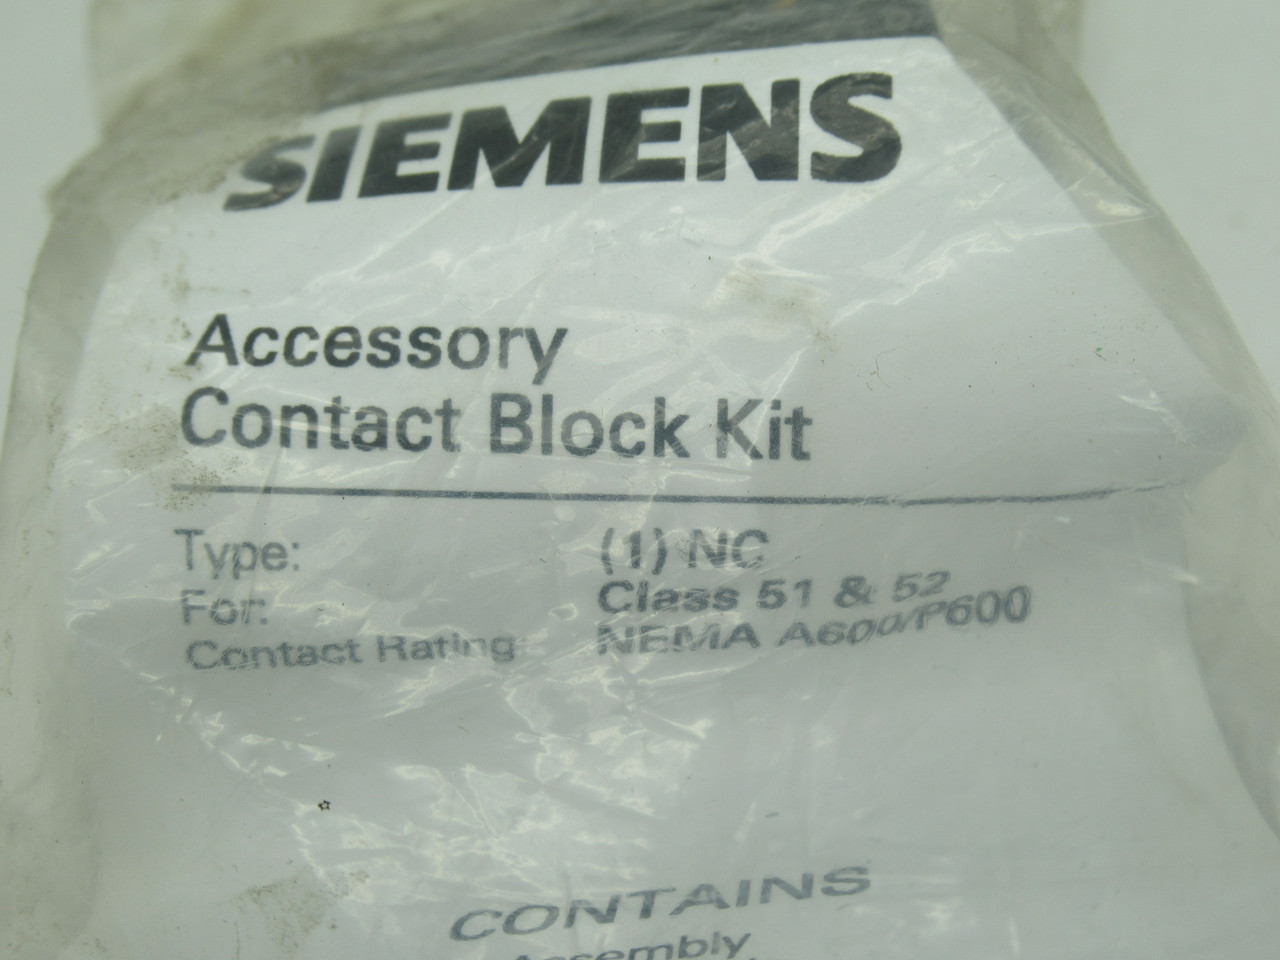 SIEMENS
Accessory
Contact Block Kit
Type: (1) NC
For: Class 51 & 52
Contact Rating: NEMA A600/P600
CONTAINS
Assembly